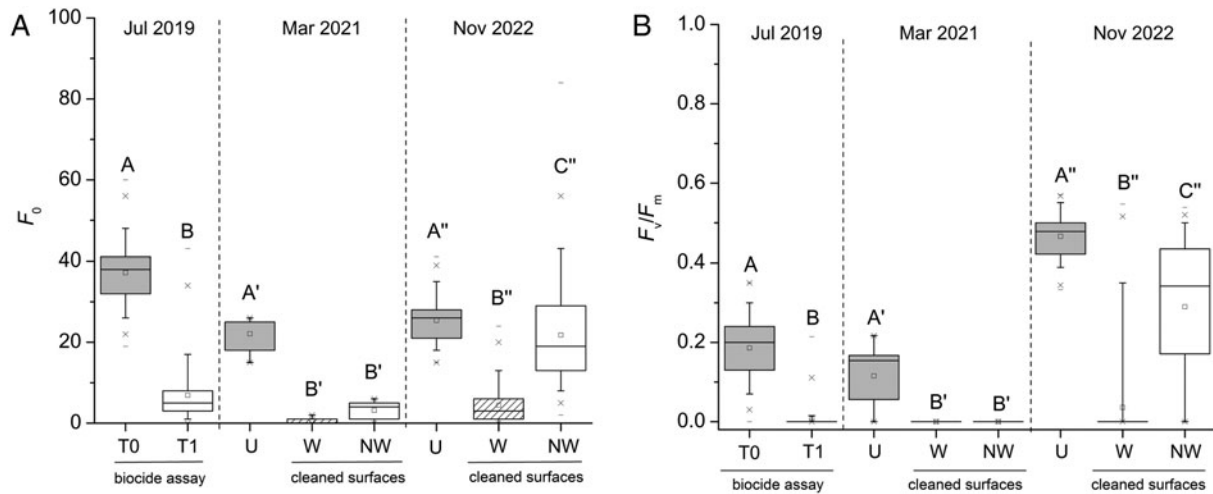 A
Jul 2019
Mar 2021
Nov 2022
100
80
60
40
20
0
F0
A
B
A'
B'
B'
A"
B"
C"
T0
T1
U
W
NW
U
W
NW
biocide assay
cleaned surfaces
cleaned surfaces
B
Jul 2019
Mar 2021
Nov 2022
1.0
0.8
0.6
0.4
0.2
0.0
Fv/Fm
A
B
A'
B'
B'
A"
B"
C"
T0
T1
U
W
NW
U
W
NW
biocide assay
cleaned surfaces
cleaned surfaces